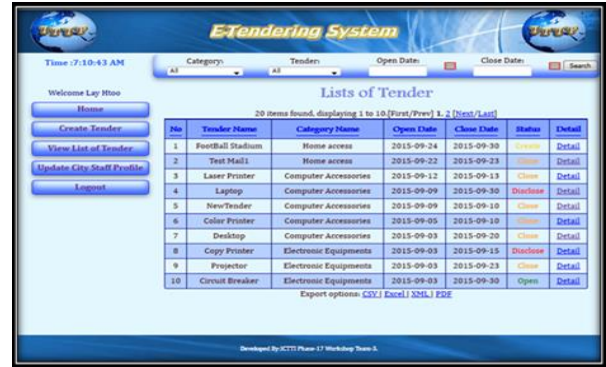 E-Tendering System
Time :7:10:43 AM
Category: Tender: Open Date: Close Date:
All All Search
Welcome Lay Htoo
Home
Create Tender
View List of Tender
Update City Staff Profile
Logout
Lists of Tender
20 items found, displaying 1 to 10.[First/Prev] 1, 2 [Next/Last]
No Tender Name Category Name Open Date Close Date Status Detail
1 FootBall Stadium Home access 2015-09-24 2015-09-30 Create Detail
2 Test Mail1 Home access 2015-09-22 2015-09-23 Close Detail
3 Laser Printer Computer Accessories 2015-09-12 2015-09-13 Close Detail
4 Laptop Computer Accessories 2015-09-09 2015-09-30 Disclose Detail
5 NewTender Computer Accessories 2015-09-09 2015-09-10 Close Detail
6 Color Printer Computer Accessories 2015-09-05 2015-09-10 Close Detail
7 Desktop Computer Accessories 2015-09-03 2015-09-20 Close Detail
8 Copy Printer Electronic Equipments 2015-09-03 2015-09-15 Disclose Detail
9 Projector Electronic Equipments 2015-09-03 2015-09-23 Close Detail
10 Circuit Breaker Electronic Equipments 2015-09-03 2015-09-30 Open Detail
Export options: CSV | Excel | XML | PDF
Developed By:ICTTI Phase-17 Workshop Team-3.